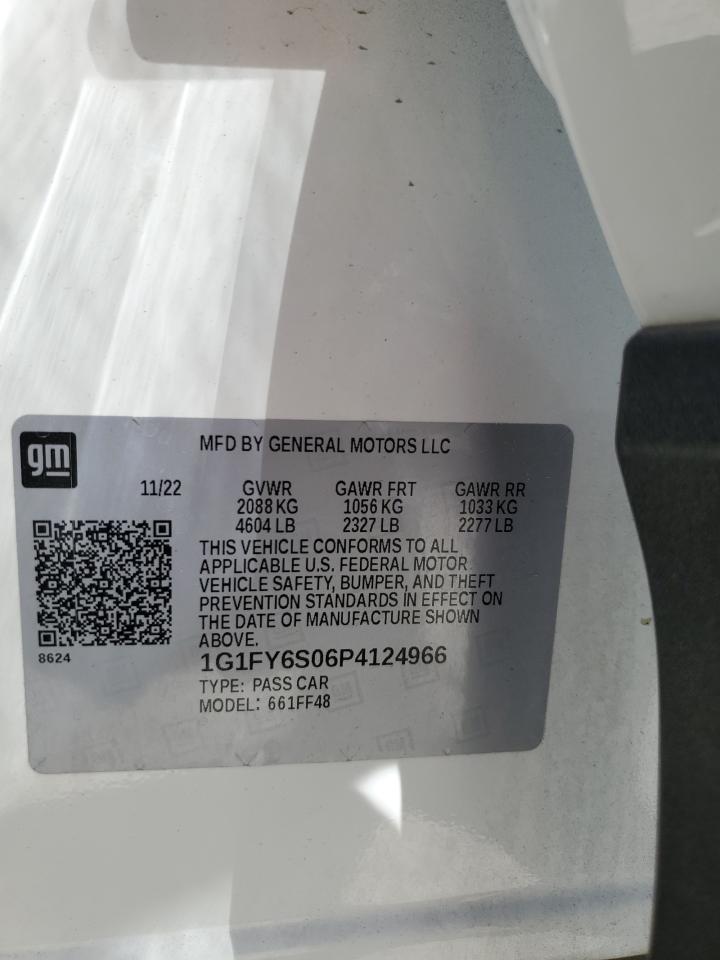 gm
MFD BY GENERAL MOTORS LLC
11/22 GVWR GAWR FRT GAWR RR
2088 KG 1056 KG 1033 KG
4604 LB 2327 LB 2277 LB
THIS VEHICLE CONFORMS TO ALL
APPLICABLE U.S. FEDERAL MOTOR
VEHICLE SAFETY, BUMPER, AND THEFT
PREVENTION STANDARDS IN EFFECT ON
THE DATE OF MANUFACTURE SHOWN
ABOVE.
8624
1G1FY6S06P4124966
TYPE: PASS CAR
MODEL: 661FF48